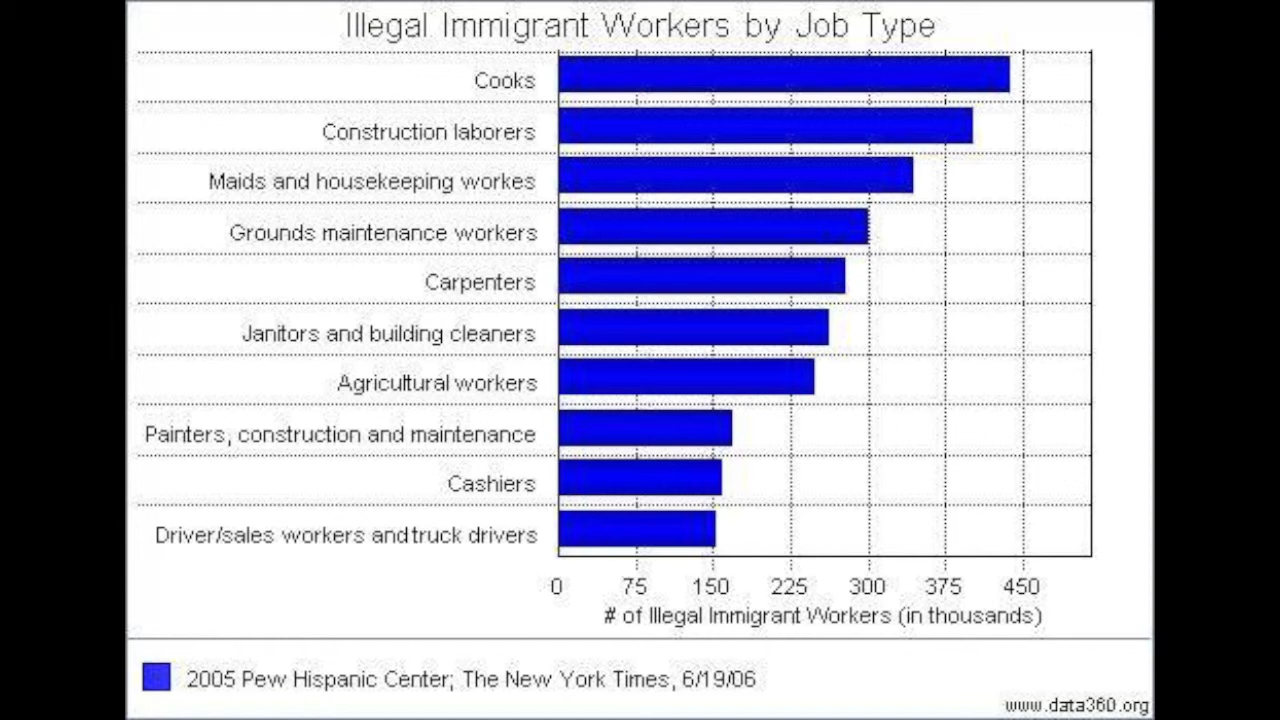 Illegal Immigrant Workers by Job Type
Cooks
Construction laborers
Maids and housekeeping workes
Grounds maintenance workers
Carpenters
Janitors and building cleaners
Agricultural workers
Painters, construction and maintenance
Cashiers
Driver/sales workers and truck drivers
0 75 150 225 300 375 450
# of Illegal Immigrant Workers (in thousands)
2005 Pew Hispanic Center; The New York Times, 6/19/06
www.data360.org